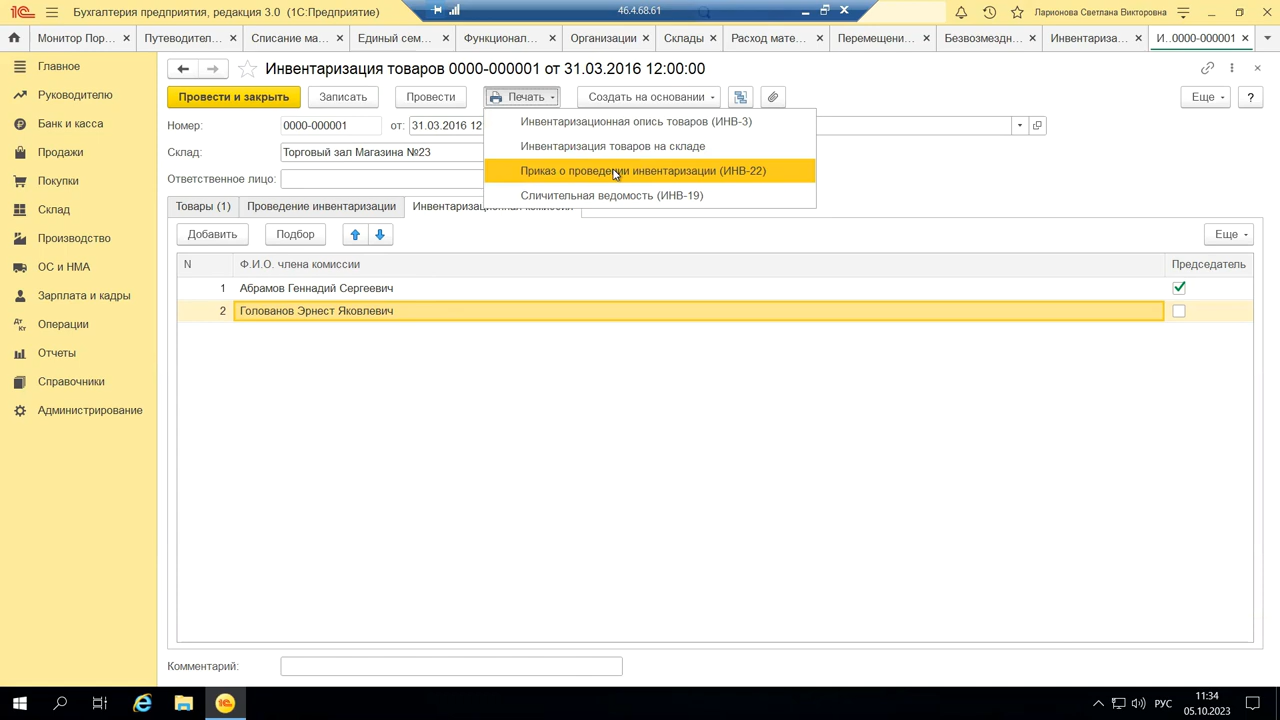 Бухгалтерия предприятия, редакция 3.0 (1С:Предприятие)
46.4.68.61
Ларионова Светлана Викторовна
Монитор Пор...
Путеводител...
Списание ма...
Единый сем...
Функционал...
Организации
Склады
Расход мате...
Перемещени...
Безвозмездн...
Инвентариза...
И..0000-000001
Главное
Руководителю
Банк и касса
Продажи
Покупки
Склад
Производство
ОС и НМА
Зарплата и кадры
Операции
Отчеты
Справочники
Администрирование
Инвентаризация товаров 0000-000001 от 31.03.2016 12:00:00
Провести и закрыть
Записать
Провести
Печать
Создать на основании
Еще
?
Номер:
0000-000001
от:
31.03.2016 12
Инвентаризационная опись товаров (ИНВ-3)
Инвентаризация товаров на складе
Приказ о проведении инвентаризации (ИНВ-22)
Сличительная ведомость (ИНВ-19)
Склад:
Торговый зал Магазина №23
Ответственное лицо:
Товары (1)
Проведение инвентаризации
Инвентаризационная комиссия
Добавить
Подбор
Еще
N
Ф.И.О. члена комиссии
Председатель
1
Абрамов Геннадий Сергеевич
2
Голованов Эрнест Яковлевич
Комментарий:
РУС
11:34
05.10.2023